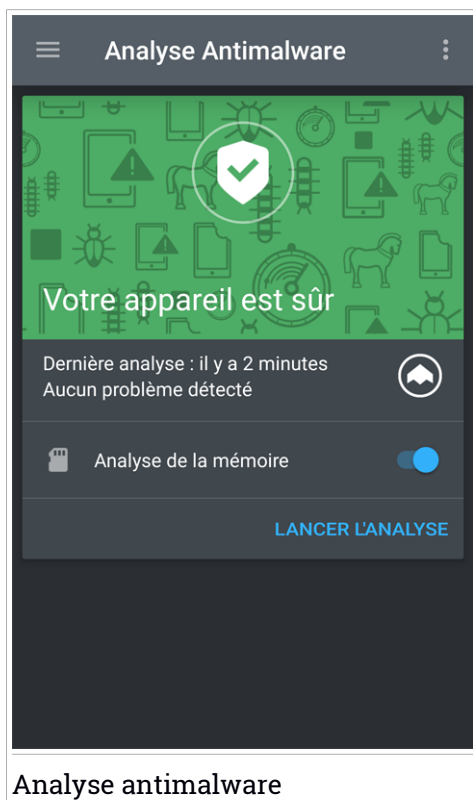 Analyse Antimalware
Votre appareil est sûr
Dernière analyse : il y a 2 minutes
Aucun problème détecté
Analyse de la mémoire
LANCER L'ANALYSE
Analyse antimalware